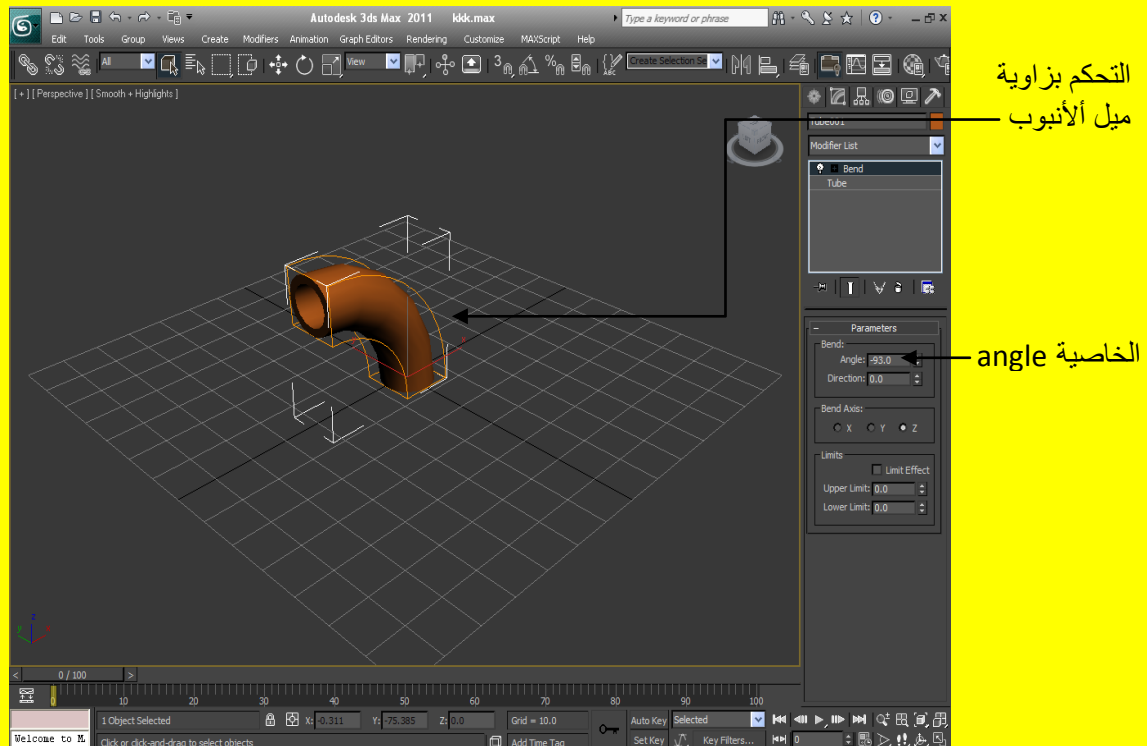 Autodesk 3ds Max 2011 kkk.max
Type a keyword or phrase
Edit Tools Group Views Create Modifiers Animation Graph Editors Rendering Customize MAXScript Help
All
View
3
Create Selection Se
[ + ] [ Perspective ] [ Smooth + Highlights ]
التحكم بزاوية
ميل ألأنبوب
Tube001
Modifier List
Bend
Tube
Parameters
Bend:
Angle: -93.0
الخاصية angle
Direction: 0.0
Bend Axis:
X Y Z
Limits
Limit Effect
Upper Limit: 0.0
Lower Limit: 0.0
z
y
0 / 100
0 10 20 30 40 50 60 70 80 90 100
1 Object Selected X: -0.311 Y: -75.385 Z: 0.0 Grid = 10.0 Auto Key Selected
Welcome to M Click or click-and-drag to select objects Add Time Tag Set Key Key Filters... 0